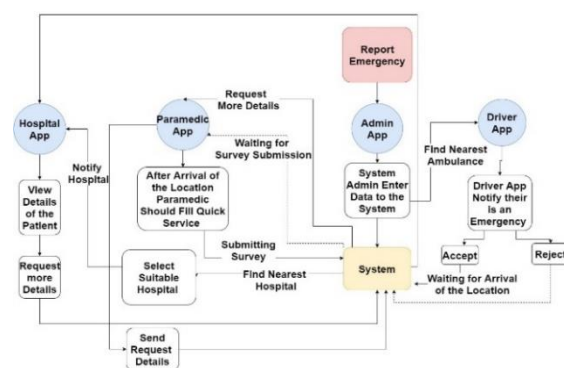 Report
Emergency
Request
More Details
Hospital
App
Paramedic
App
Admin
App
Driver
App
Waiting for
Survey Submission
Find Nearest
Ambulance
Notify
Hospital
View
Details
of the
Patient
After Arrival
of the
Location
Paramedic
Should Fill Quick
Service
System
Admin Enter
Data to the
System
Driver App
Notify their
is an
Emergency
Submitting
Survey
Accept
Reject
Request
more
Details
Select
Suitable
Hospital
Find Nearest
Hospital
System
Waiting for Arrival
of the Location
Send
Request
Details